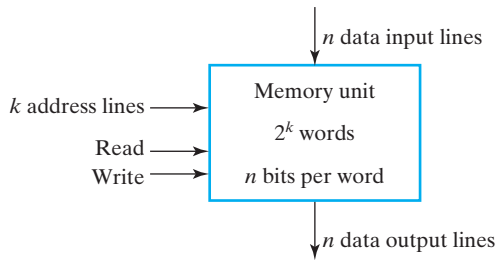 n data input lines
k address lines
Read
Write
Memory unit
2^k words
n bits per word
n data output lines